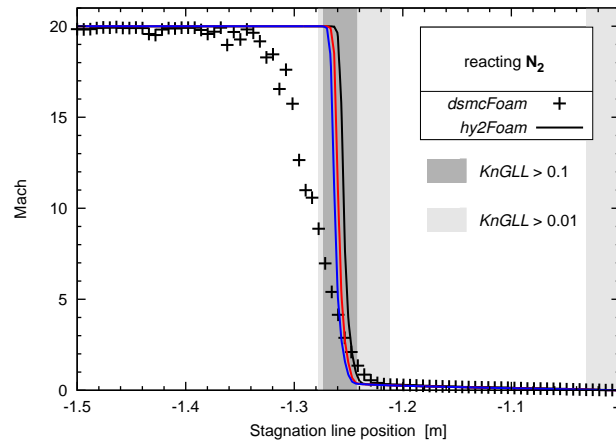 20
15
10
5
0
Mach
-1.5
-1.4
-1.3
-1.2
-1.1
Stagnation line position [m]
reacting N₂
dsmcFoam
hy2Foam
KnGLL > 0.1
KnGLL > 0.01